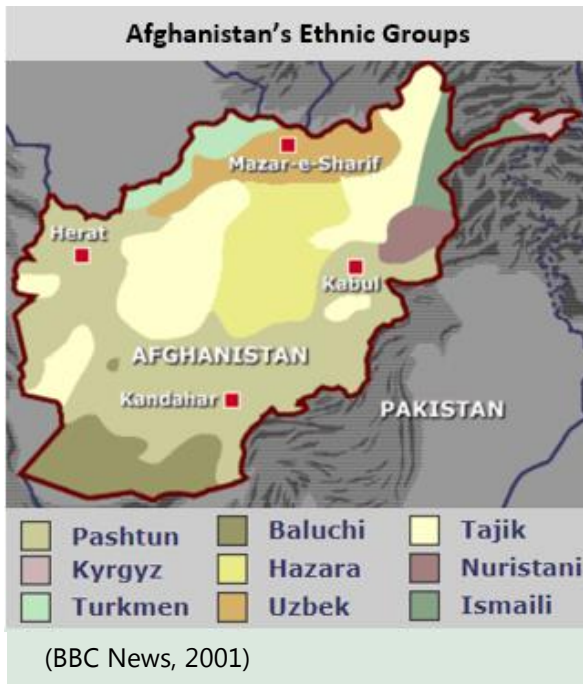 Afghanistan's Ethnic Groups
Mazar-e-Sharif
Herat
Kabul
AFGHANISTAN
Kandahar
PAKISTAN
Pashtun Baluchi Tajik
Kyrgyz Hazara Nuristani
Turkmen Uzbek Ismaili
(BBC News, 2001)